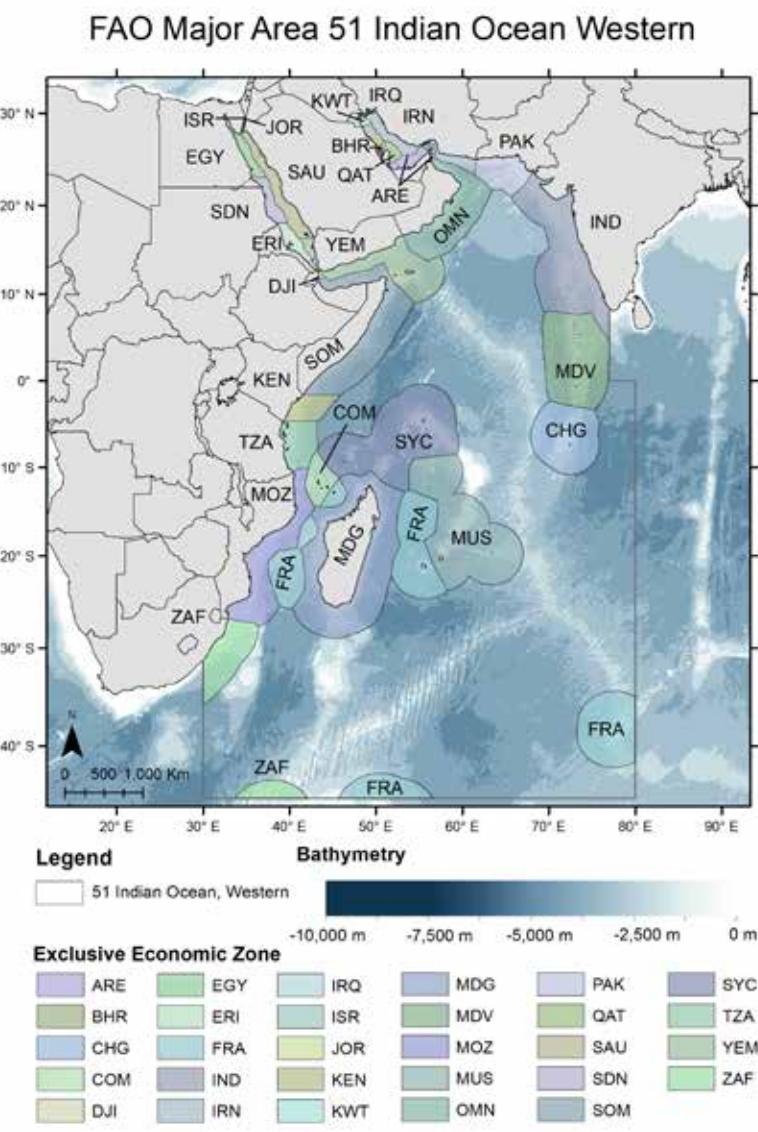 FAO Major Area 51 Indian Ocean Western
30° N
20° N
10° N
0°
10° S
20° S
30° S
40° S
KWT
IRQ
IRN
ISR
JOR
BHR
PAK
EGY
SAU
QAT
ARE
SDN
OMN
IND
ERI
YEM
DJI
SOM
MDV
KEN
COM
CHG
TZA
SYC
MOZ
FRA
MUS
MDG
FRA
ZAF
FRA
N
ZAF
FRA
0 500 1,000 Km
20° E 30° E 40° E 50° E 60° E 70° E 80° E 90° E
Legend
51 Indian Ocean, Western
Bathymetry
-10,000 m -7,500 m -5,000 m -2,500 m 0 m
Exclusive Economic Zone
ARE EGY IRQ MDG PAK SYC
BHR ERI ISR MDV QAT TZA
CHG FRA JOR MOZ SAU YEM
COM IND KEN MUS SDN ZAF
DJI IRN KWT OMN SOM